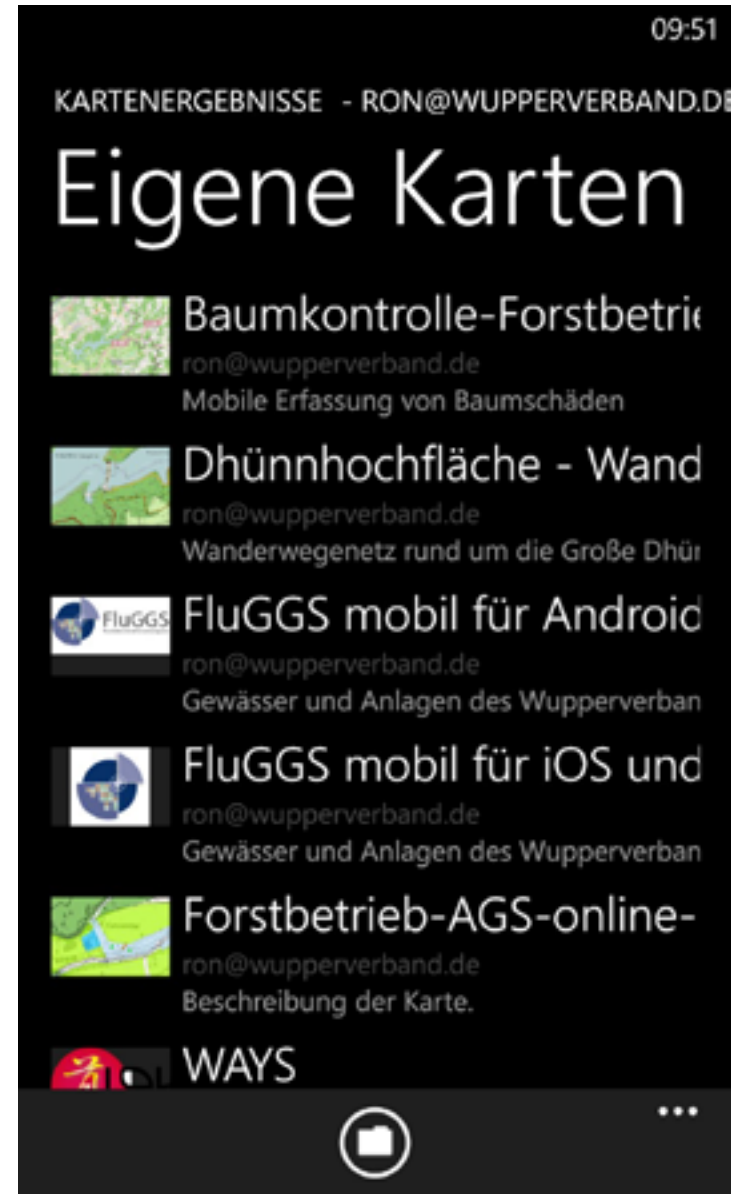 09:51
KARTENERGEBNISSE - RON@WUPPERVERBAND.DE
Eigene Karten
Baumkontrolle-Forstbetrie
ron@wupperverband.de
Mobile Erfassung von Baumschäden
Dhünnhochfläche - Wand
ron@wupperverband.de
Wanderwegenetz rund um die Große Dhün
FluGGS
FluGGS mobil für Android
ron@wupperverband.de
Gewässer und Anlagen des Wupperverban
FluGGS mobil für iOS und
ron@wupperverband.de
Gewässer und Anlagen des Wupperverban
Forstbetrieb-AGS-online-
ron@wupperverband.de
Beschreibung der Karte.
WAYS